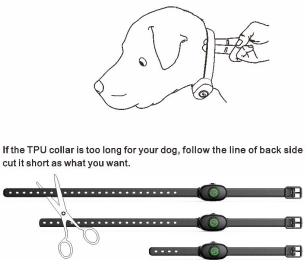 If the TPU collar is too long for your dog, follow the line of back side
cut it short as what you want.